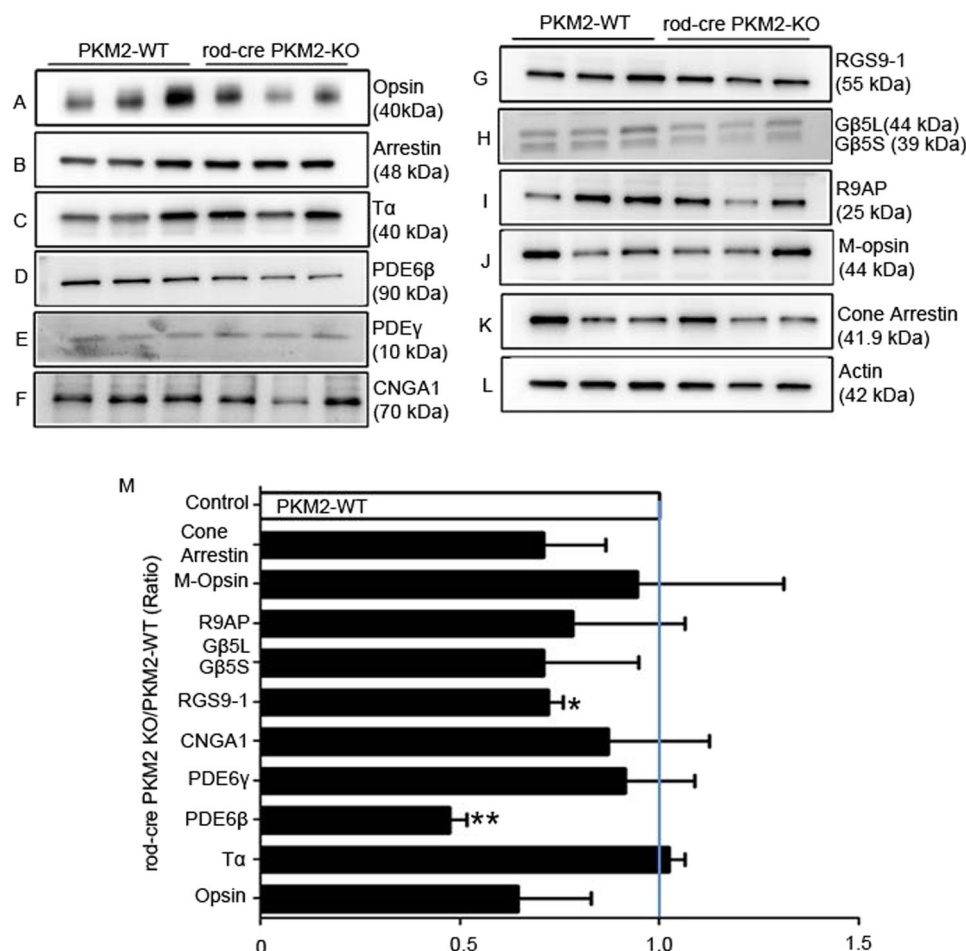 PKM2-WT
rod-cre PKM2-KO
A
Opsin
(40kDa)
B
Arrestin
(48 kDa)
C
Tα
(40 kDa)
D
PDE6β
(90 kDa)
E
PDEγ
(10 kDa)
F
CNGA1
(70 kDa)
PKM2-WT
rod-cre PKM2-KO
G
RGS9-1
(55 kDa)
H
Gβ5L(44 kDa)
Gβ5S (39 kDa)
I
R9AP
(25 kDa)
J
M-opsin
(44 kDa)
K
Cone Arrestin
(41.9 kDa)
L
Actin
(42 kDa)
M
rod-cre PKM2 KO/PKM2-WT (Ratio)
Control
PKM2-WT
Cone
Arrestin
M-Opsin
R9AP
Gβ5L
Gβ5S
RGS9-1
*
CNGA1
PDE6γ
PDE6β
**
Tα
Opsin
0
0.5
1.0
1.5